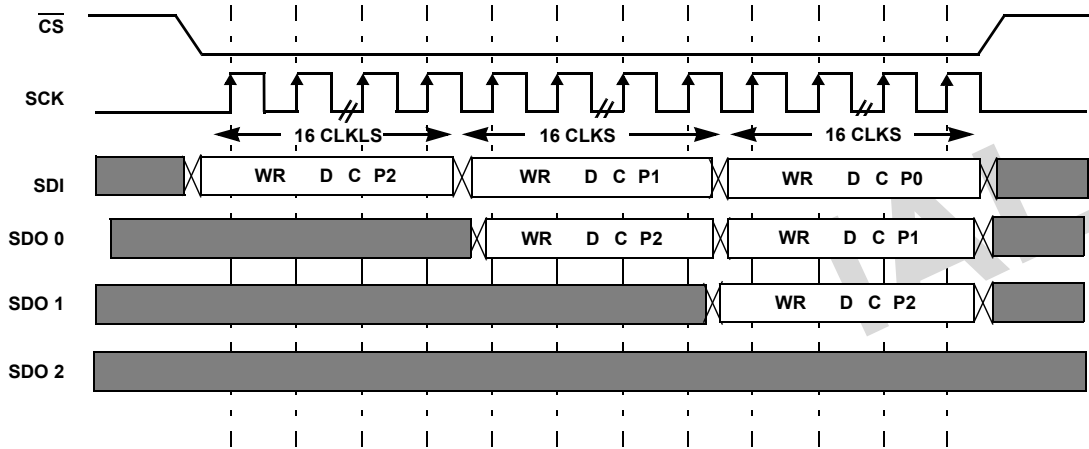 CS
SCK
16 CLKLS 16 CLKS 16 CLKS
SDI WR D C P2 WR D C P1 WR D C P0
SDO 0 WR D C P2 WR D C P1
SDO 1 WR D C P2
SDO 2